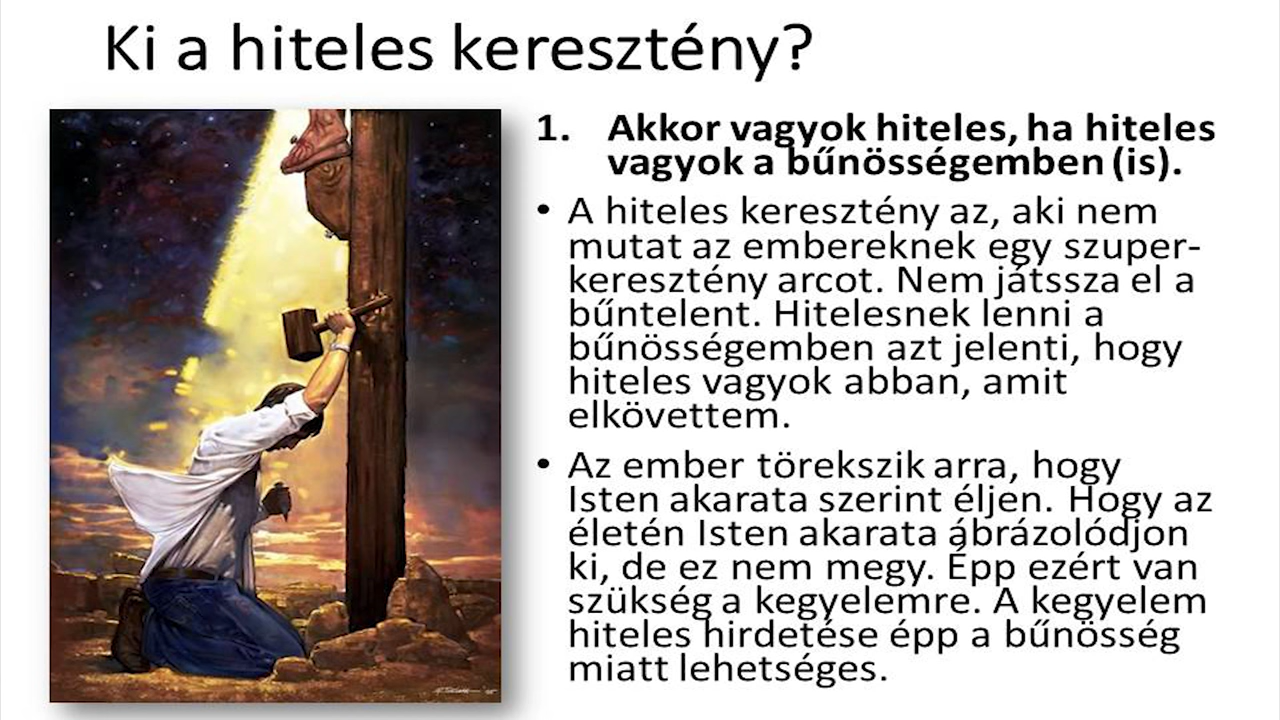 Ki a hiteles keresztény?
1. Akkor vagyok hiteles, ha hiteles
vagyok a bűnösségemben (is).
• A hiteles keresztény az, aki nem
mutat az embereknek egy szuper-
keresztény arcot. Nem játssza el a
bűntelent. Hitelesnek lenni a
bűnösségemben azt jelenti, hogy
hiteles vagyok abban, amit
elkövettem.
• Az ember törekszik arra, hogy
Isten akarata szerint éljen. Hogy az
életén Isten akarata ábrázolódjon
ki, de ez nem megy. Épp ezért van
szükség a kegyelemre. A kegyelem
hiteles hirdetése épp a bűnösség
miatt lehetséges.